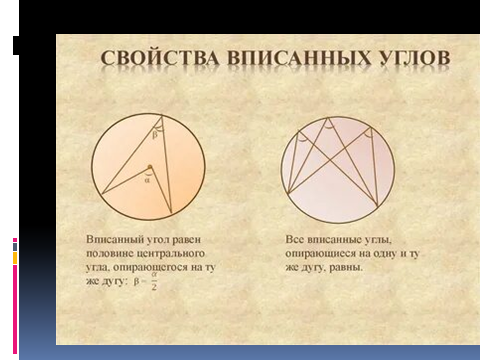 СВОЙСТВА ВПИСАННЫХ УГЛОВ
β
α
Вписанный угол равен
половине центрального
угла, опирающегося на ту
же дугу: β = α/2
Все вписанные углы,
опирающиеся на одну и ту
же дугу, равны.